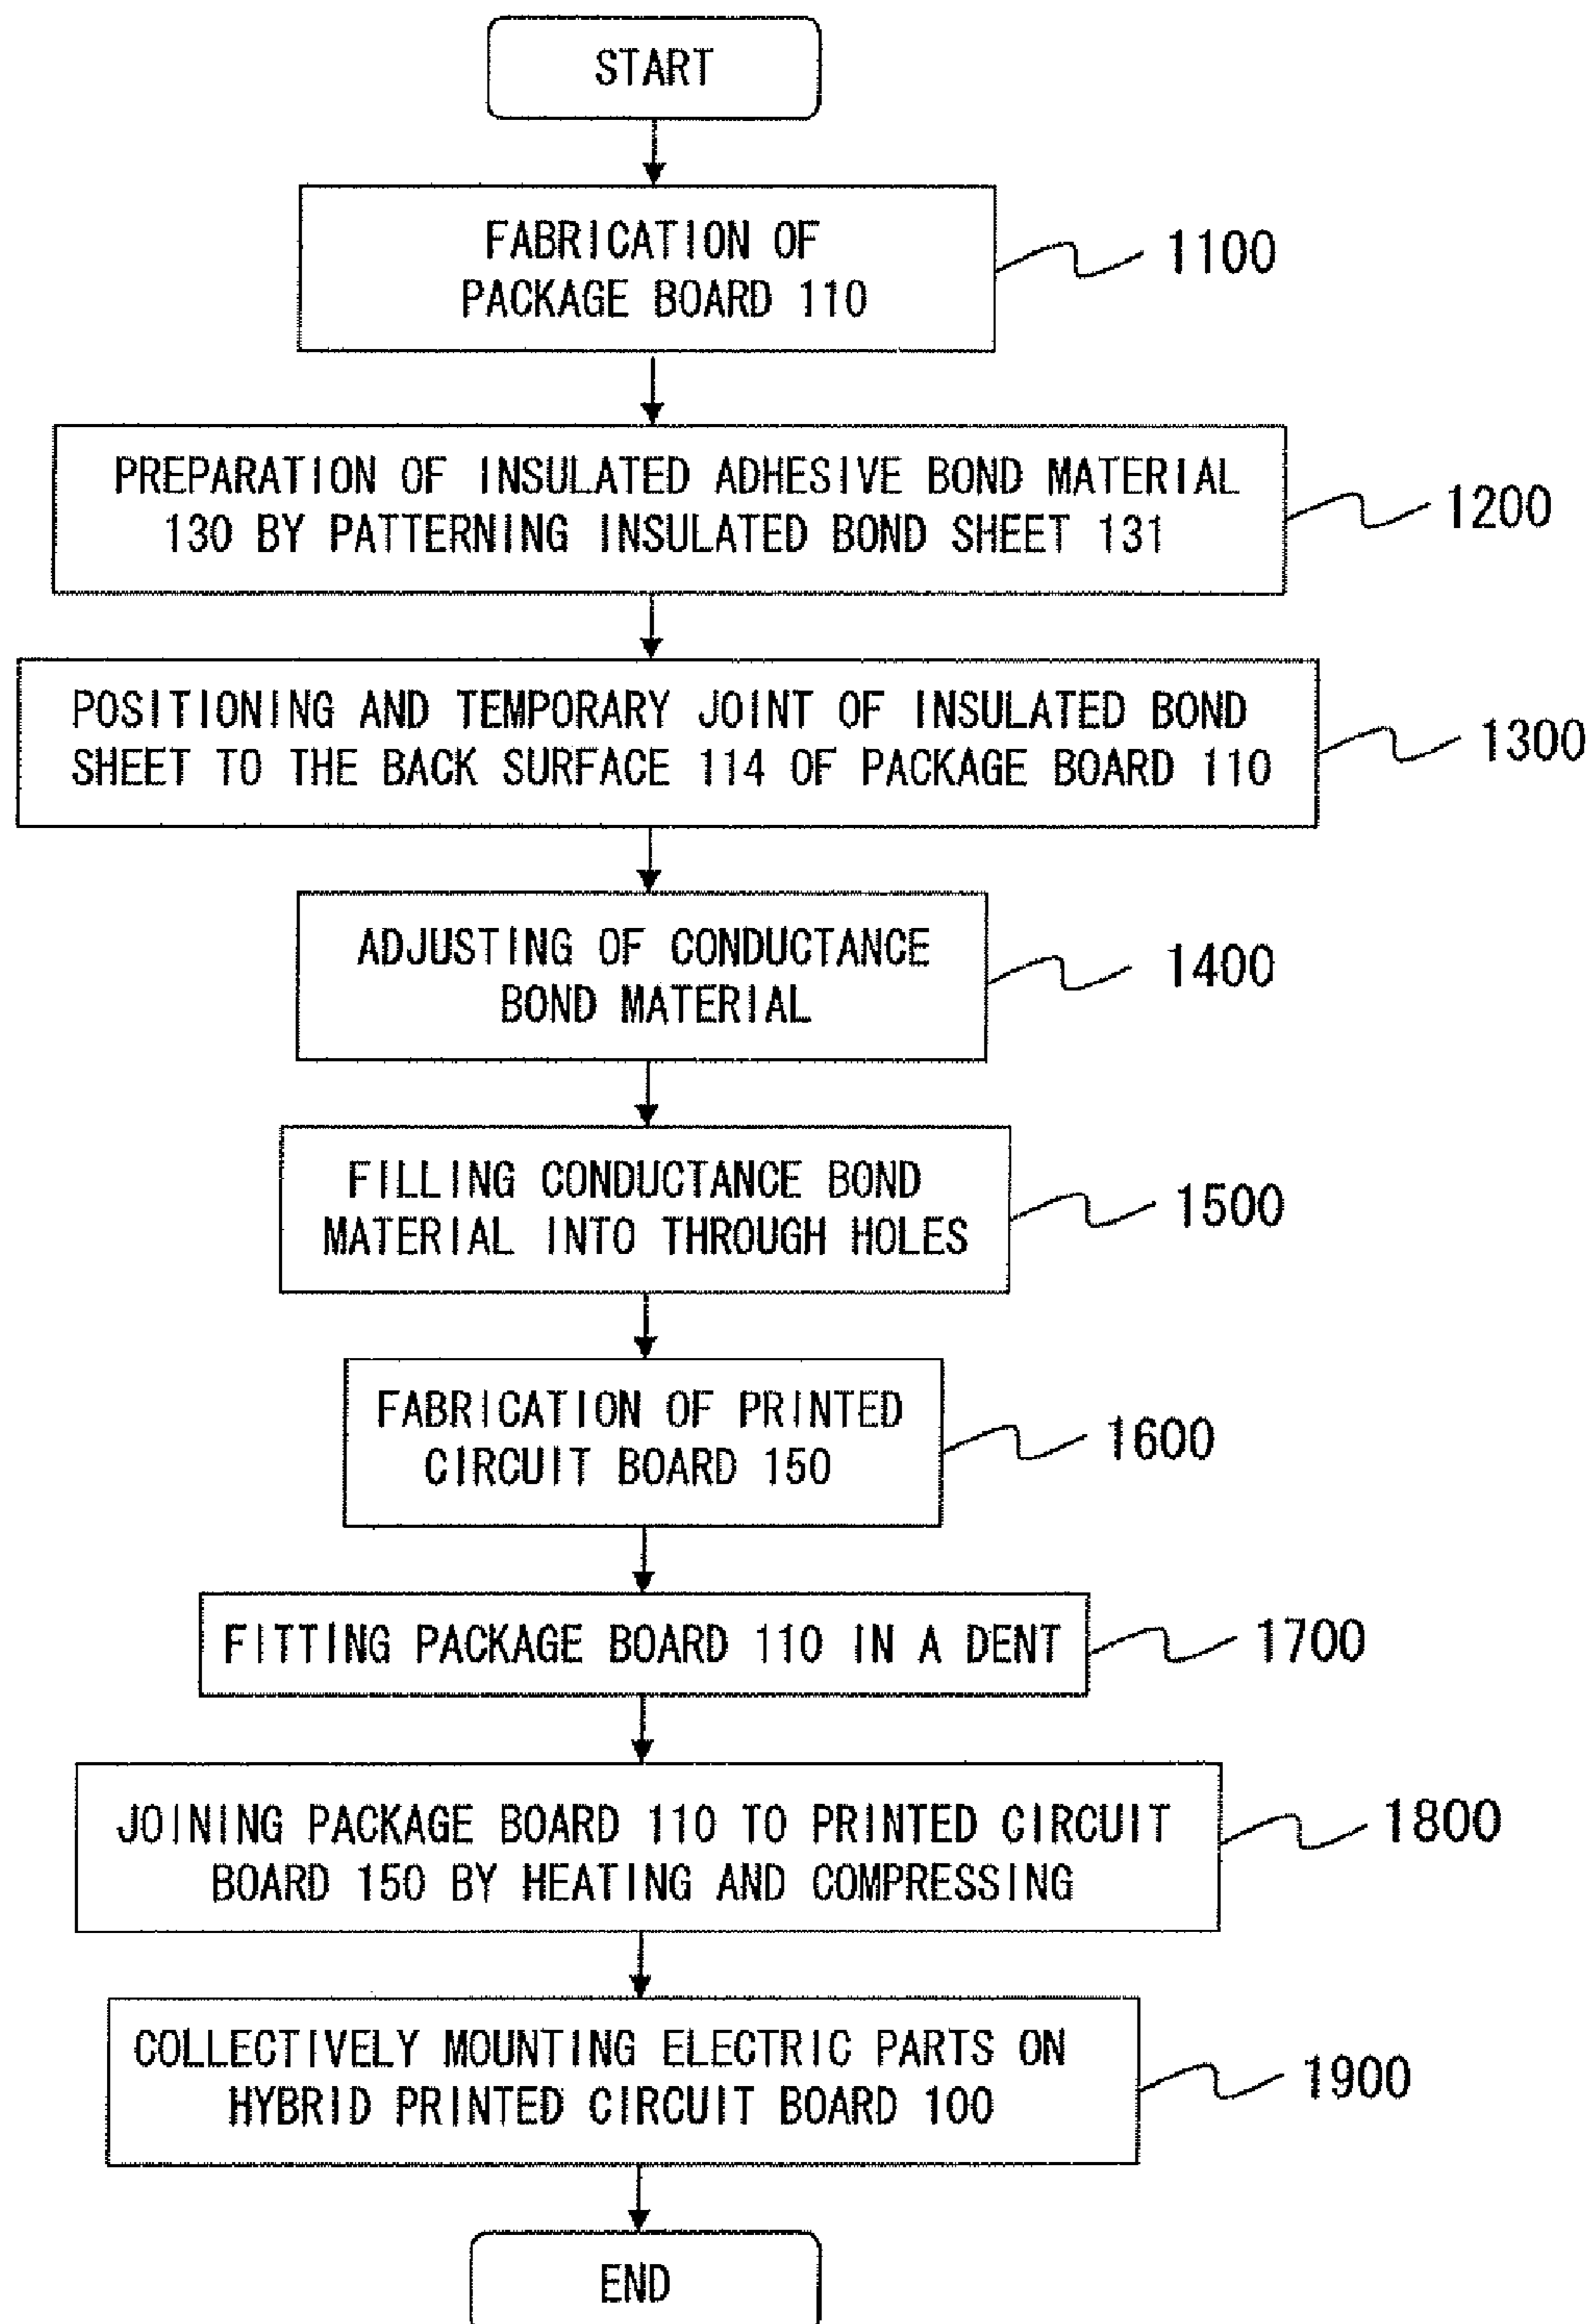 START
FABRICATION OF
PACKAGE BOARD 110
1100
PREPARATION OF INSULATED ADHESIVE BOND MATERIAL
130 BY PATTERNING INSULATED BOND SHEET 131
1200
POSITIONING AND TEMPORARY JOINT OF INSULATED BOND
SHEET TO THE BACK SURFACE 114 OF PACKAGE BOARD 110
1300
ADJUSTING OF CONDUCTANCE
BOND MATERIAL
1400
FILLING CONDUCTANCE BOND
MATERIAL INTO THROUGH HOLES
1500
FABRICATION OF PRINTED
CIRCUIT BOARD 150
1600
FITTING PACKAGE BOARD 110 IN A DENT
1700
JOINING PACKAGE BOARD 110 TO PRINTED CIRCUIT
BOARD 150 BY HEATING AND COMPRESSING
1800
COLLECTIVELY MOUNTING ELECTRIC PARTS ON
HYBRID PRINTED CIRCUIT BOARD 100
1900
END